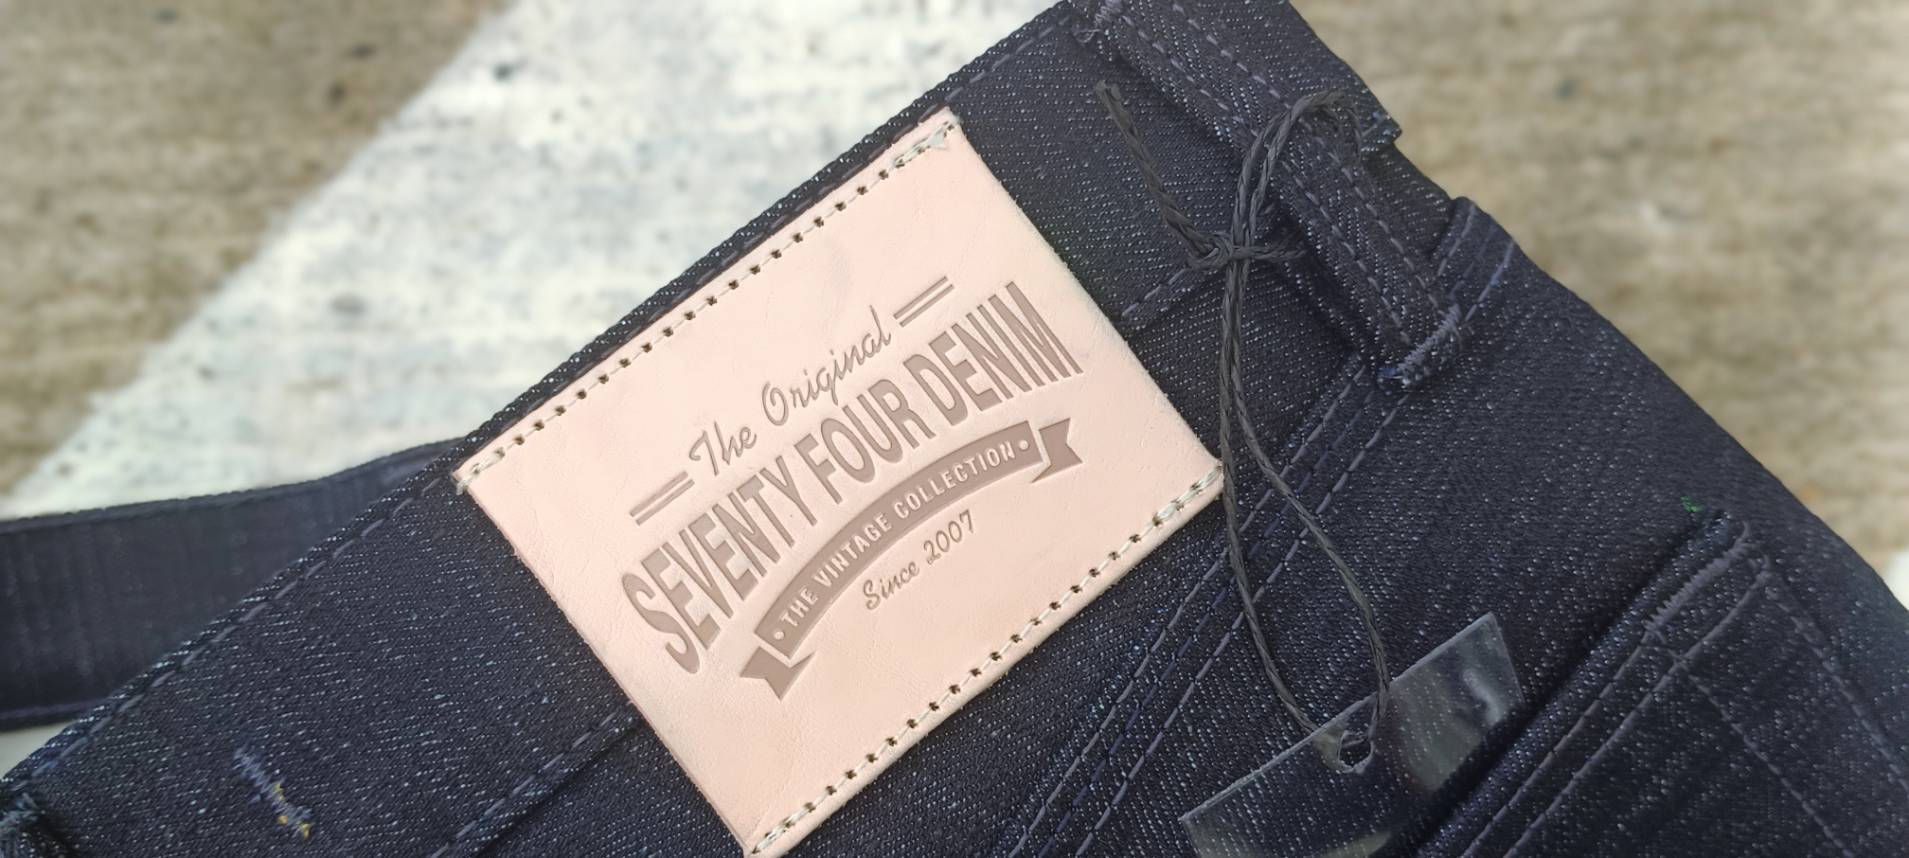 The Original
SEVENTY FOUR DENIM
THE VINTAGE COLLECTION
Since 2007